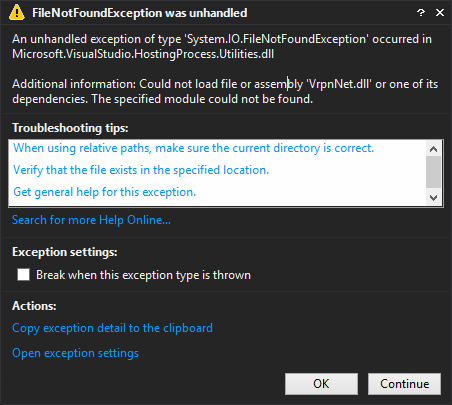 FileNotFoundException was unhandled
? ×
An unhandled exception of type 'System.IO.FileNotFoundException' occurred in
Microsoft.VisualStudio.HostingProcess.Utilities.dll
Additional information: Could not load file or assembly 'VrpnNet.dll' or one of its
dependencies. The specified module could not be found.
Troubleshooting tips:
When using relative paths, make sure the current directory is correct.
Verify that the file exists in the specified location.
Get general help for this exception.
Search for more Help Online...
Exception settings:
Break when this exception type is thrown
Actions:
Copy exception detail to the clipboard
Open exception settings
OK Continue